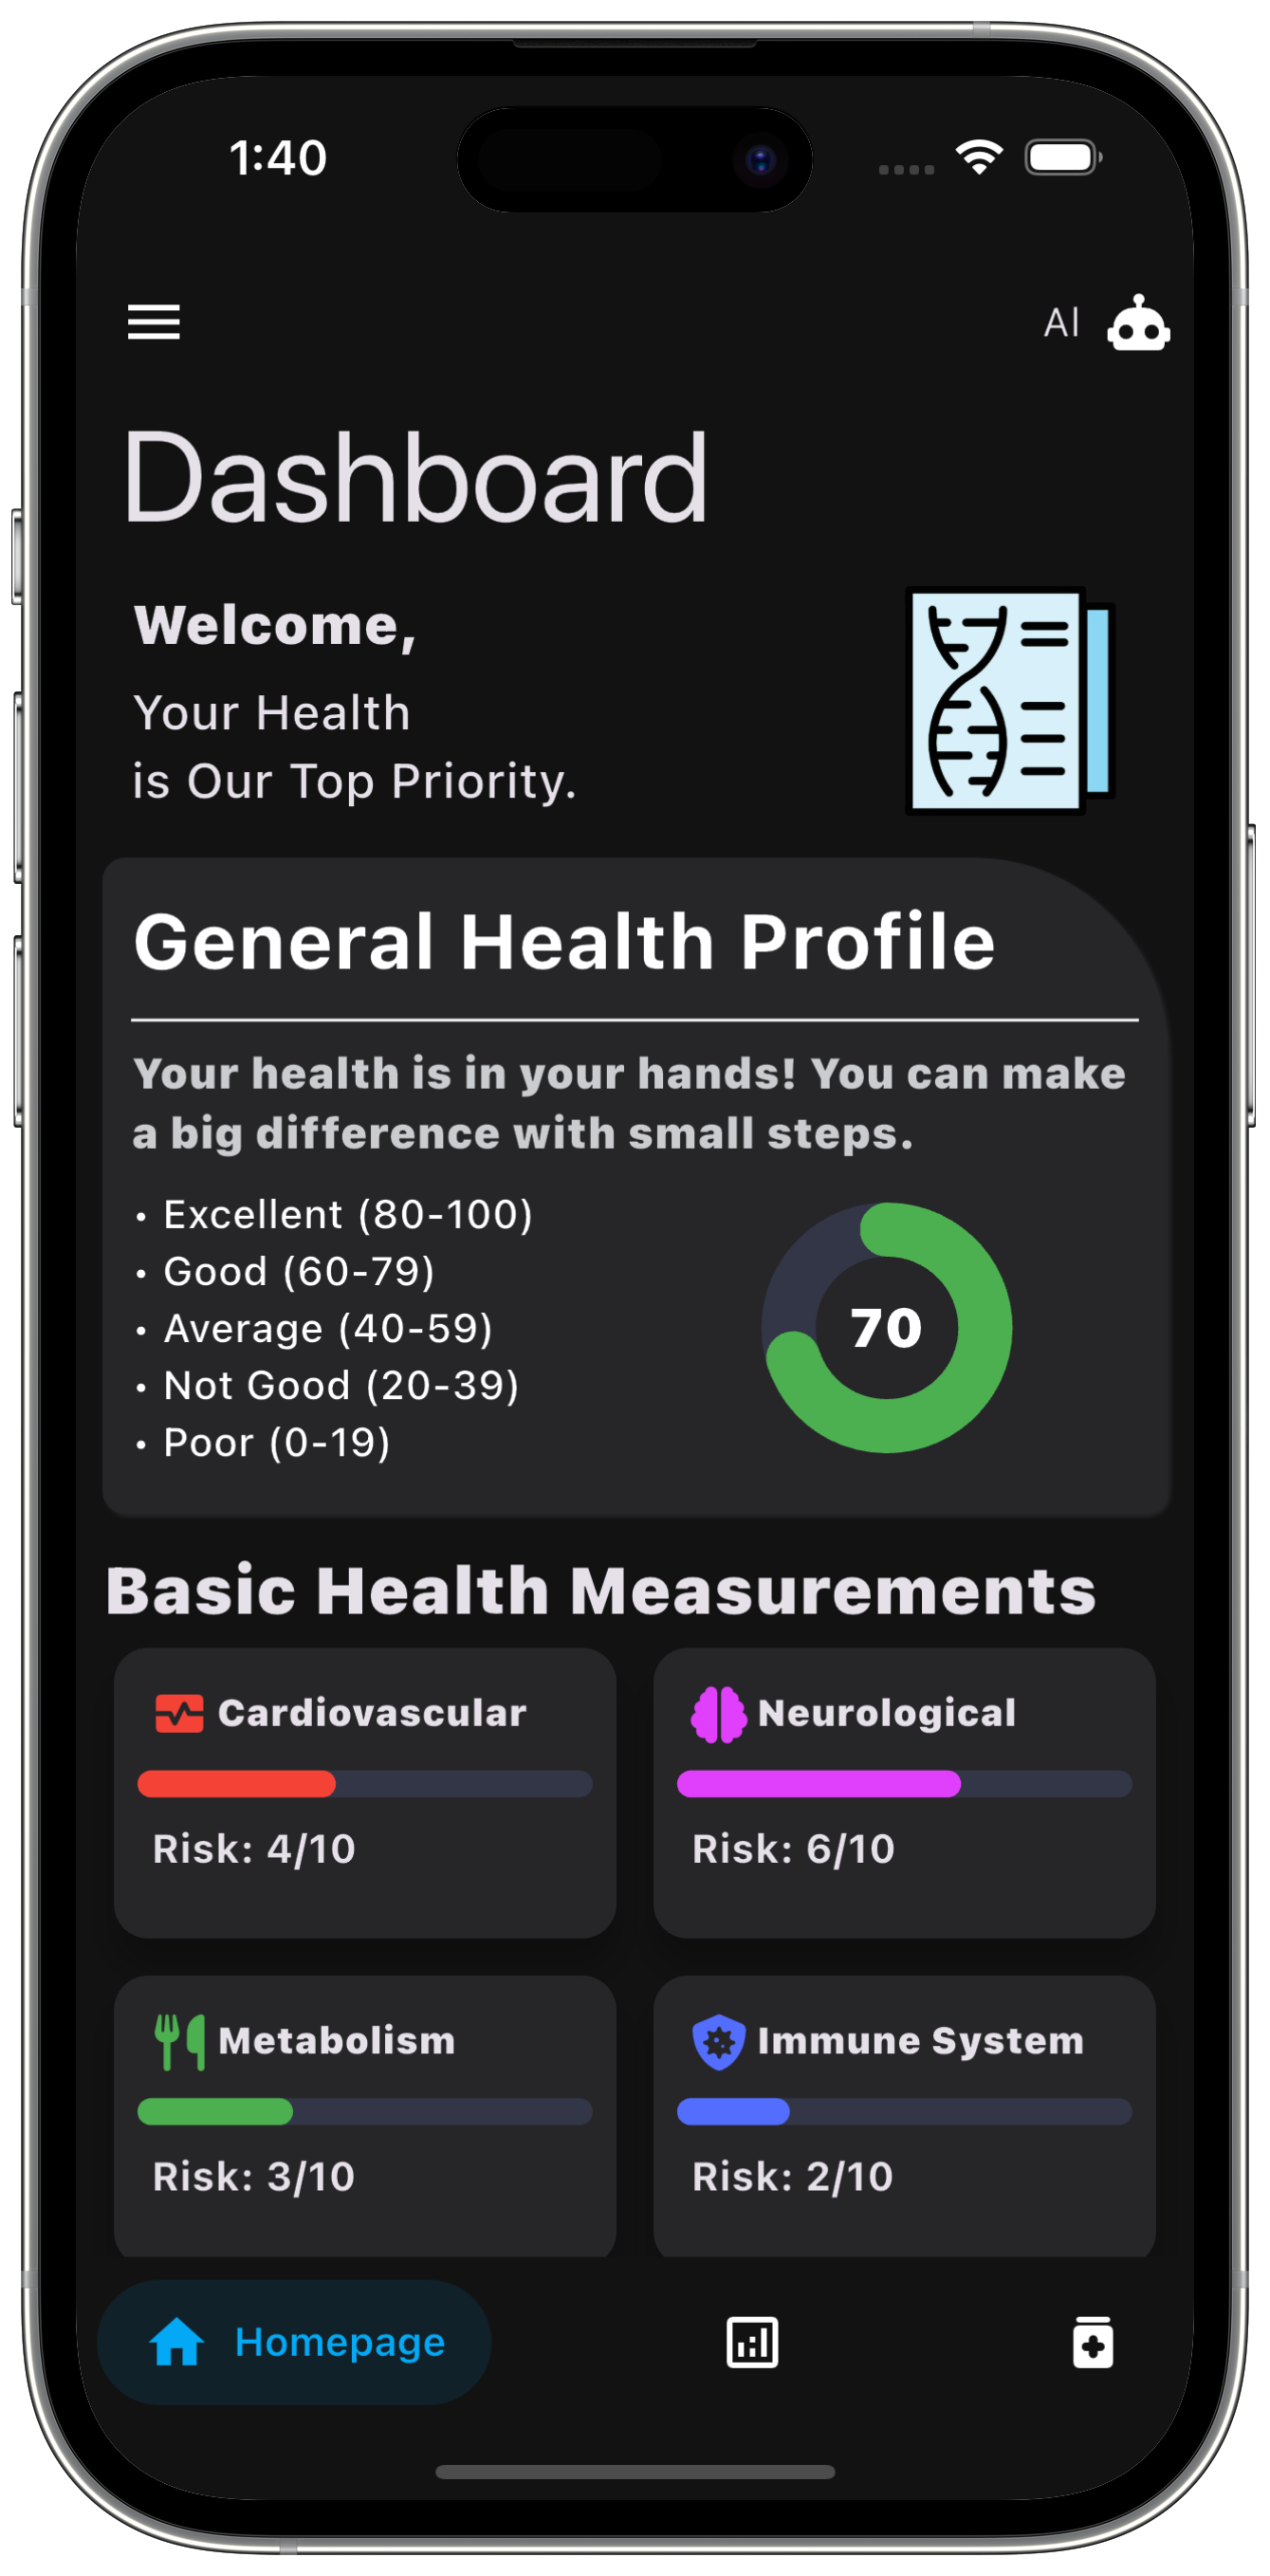 1:40
AI
Dashboard
Welcome,
Your Health
is Our Top Priority.
General Health Profile
Your health is in your hands! You can make
a big difference with small steps.
• Excellent (80-100)
• Good (60-79)
• Average (40-59)
• Not Good (20-39)
• Poor (0-19)
70
Basic Health Measurements
Cardiovascular
Risk: 4/10
Neurological
Risk: 6/10
Metabolism
Risk: 3/10
Immune System
Risk: 2/10
Homepage